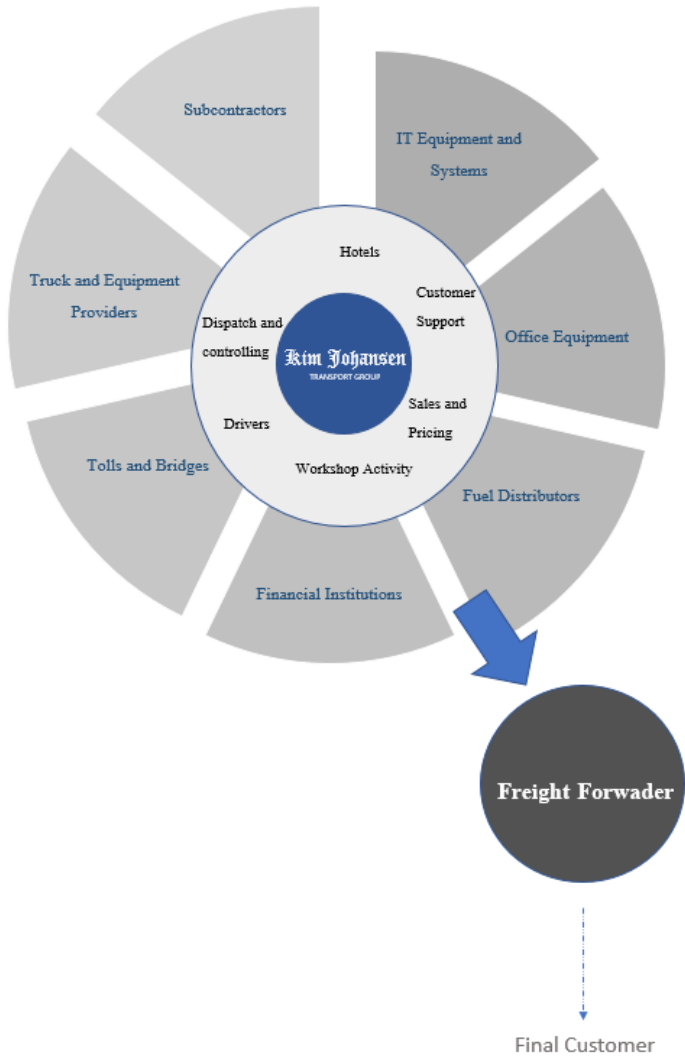 Subcontractors
IT Equipment and
Systems
Truck and Equipment
Providers
Office Equipment
Hotels
Customer
Support
Dispatch and
controlling
Kim Johansen
TRANSPORT GROUP
Sales and
Pricing
Drivers
Workshop Activity
Tolls and Bridges
Fuel Distributors
Financial Institutions
Freight Forwader
Final Customer